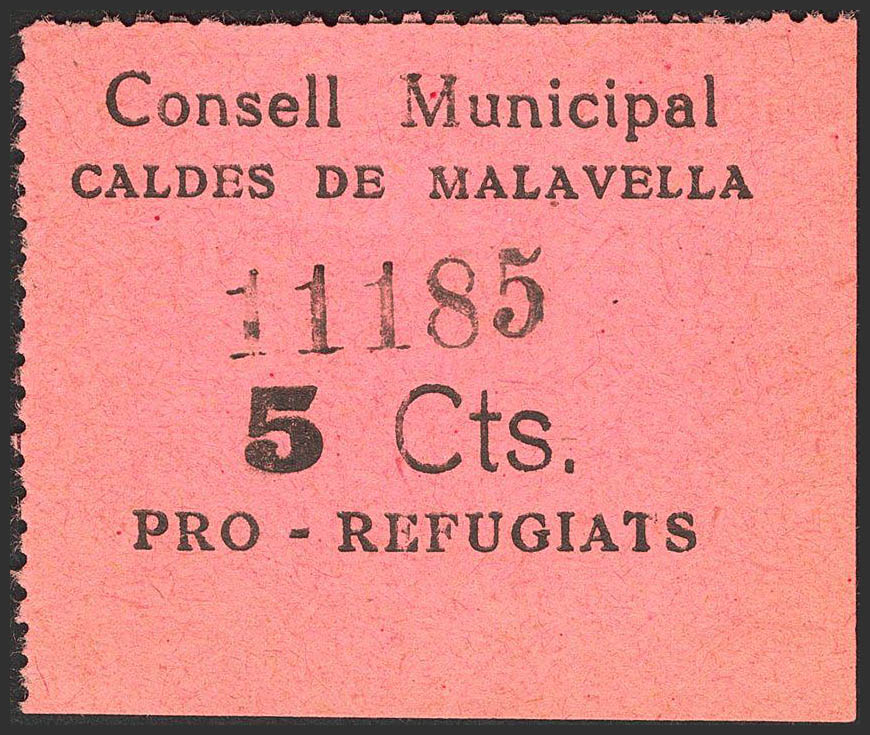 Consell Municipal
CALDES DE MALAVELLA
11185
5 Cts.
PRO - REFUGIATS